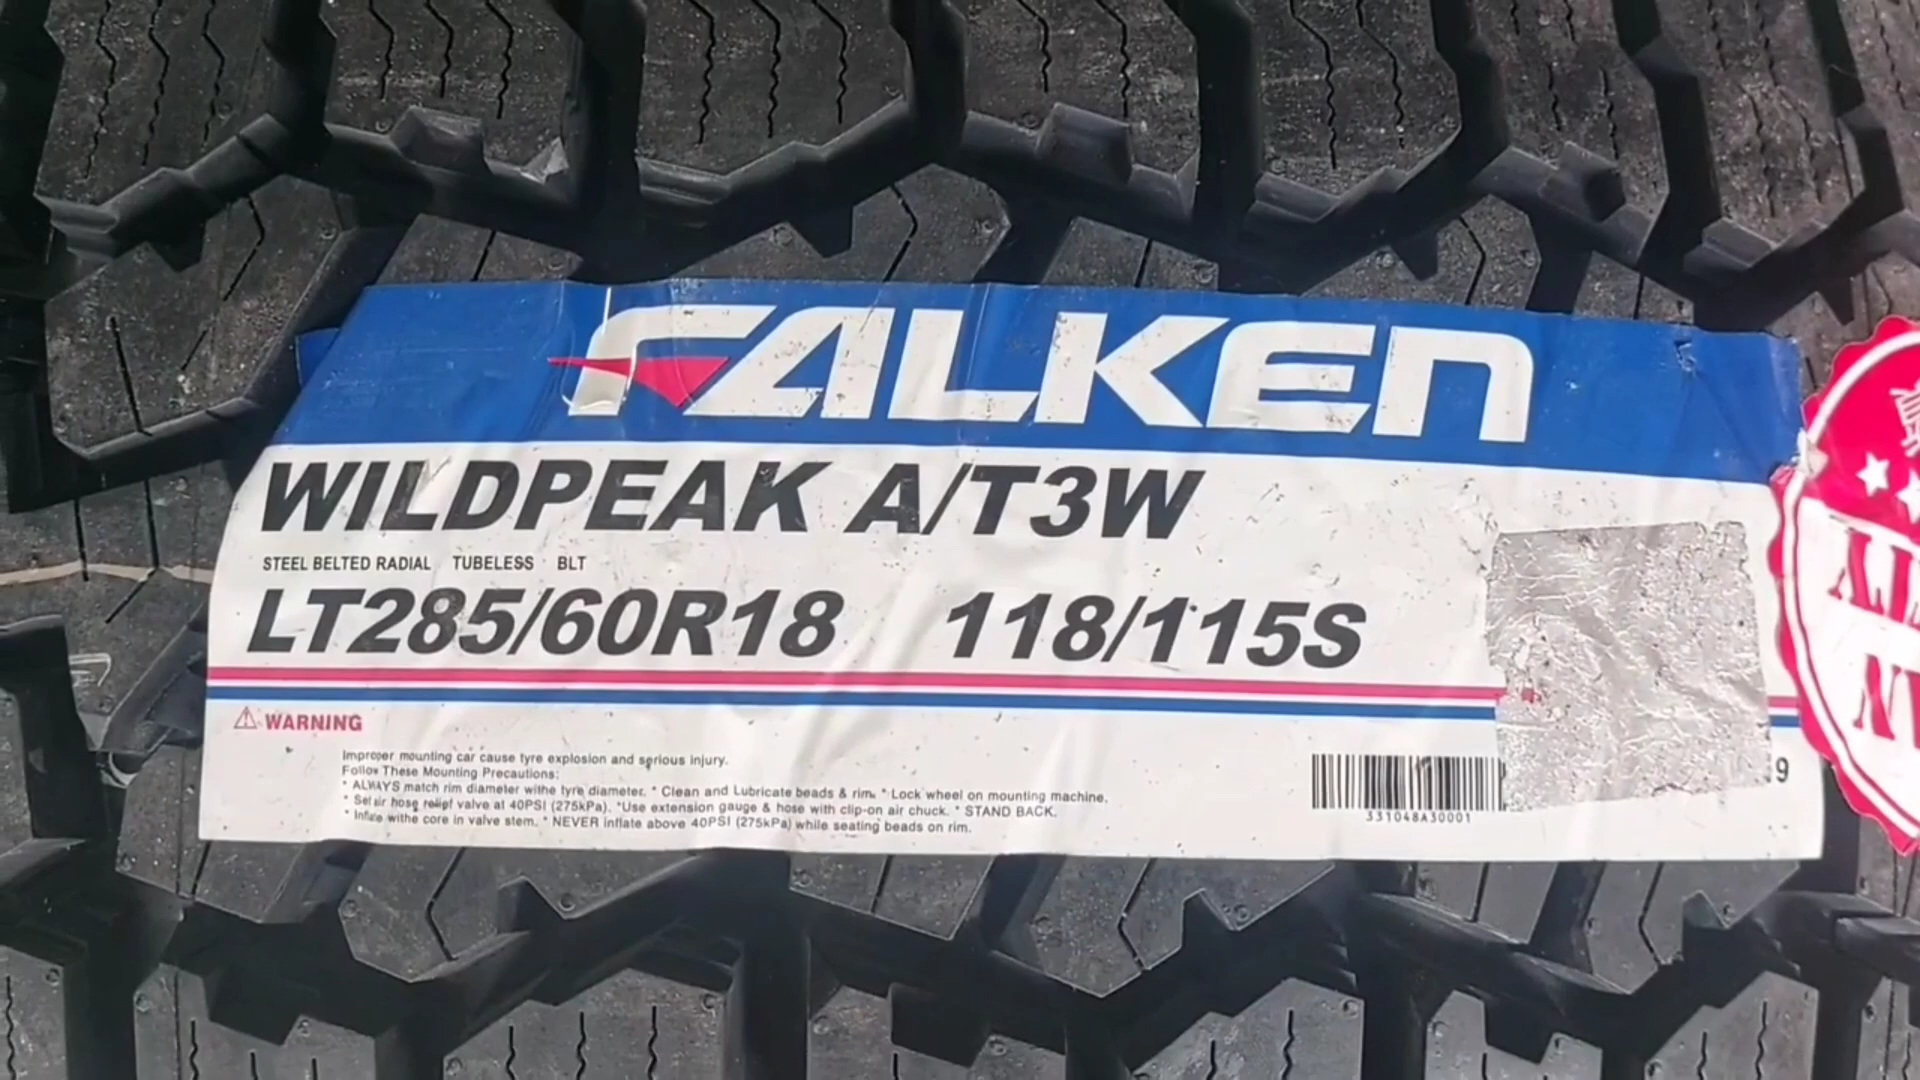 FALKEN
WILDPEAK A/T3W
STEEL BELTED RADIAL TUBELESS BLT
LT285/60R18 118/115S
⚠ WARNING
Improper mounting car cause tyre explosion and serious injury.
Follow These Mounting Precautions:
* ALWAYS match rim diameter withe tyre diameter. * Clean and Lubricate beads & rim. * Lock wheel on mounting machine.
* Set air hose relief valve at 40PSI (275kPa). *Use extension gauge & hose with clip-on air chuck. * STAND BACK.
* Inflate withe core in valve stem. * NEVER inflate above 40PSI (275kPa) while seating beads on rim.
331048A30001
9